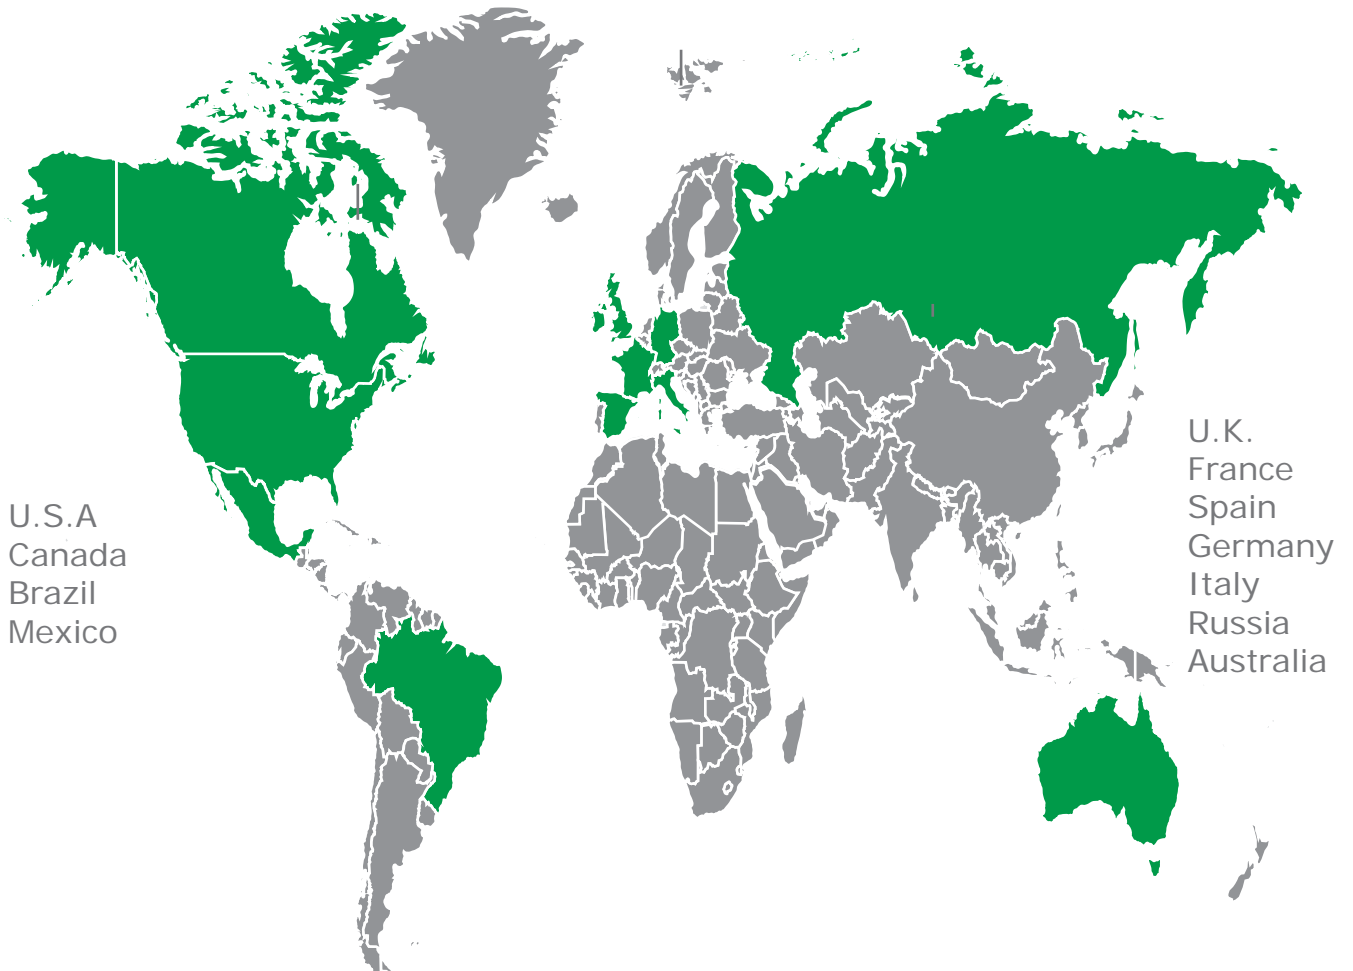 U.S.A
Canada
Brazil
Mexico
U.K.
France
Spain
Germany
Italy
Russia
Australia